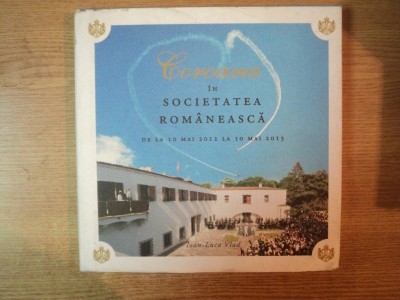 Coroana
ÎN
SOCIETATEA
ROMÂNEASCĂ
DE LA 10 MAI 2012 LA 10 MAI 2013
Ioan-Luca Vlad